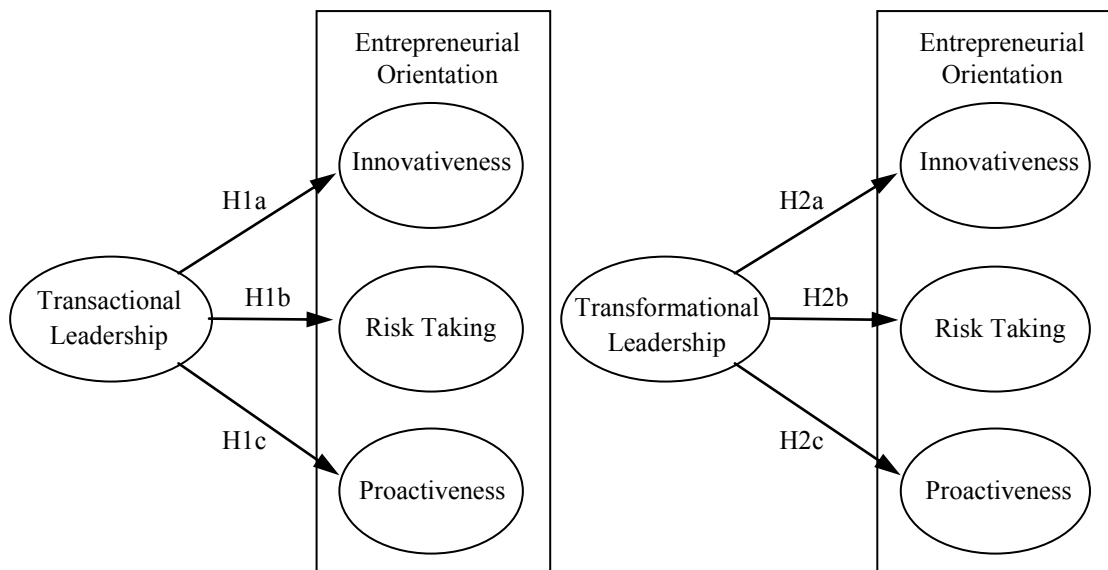 Entrepreneurial
Orientation
Innovativeness
H1a
Transactional
Leadership
H1b
Risk Taking
H1c
Proactiveness
Entrepreneurial
Orientation
Innovativeness
H2a
Transformational
Leadership
H2b
Risk Taking
H2c
Proactiveness